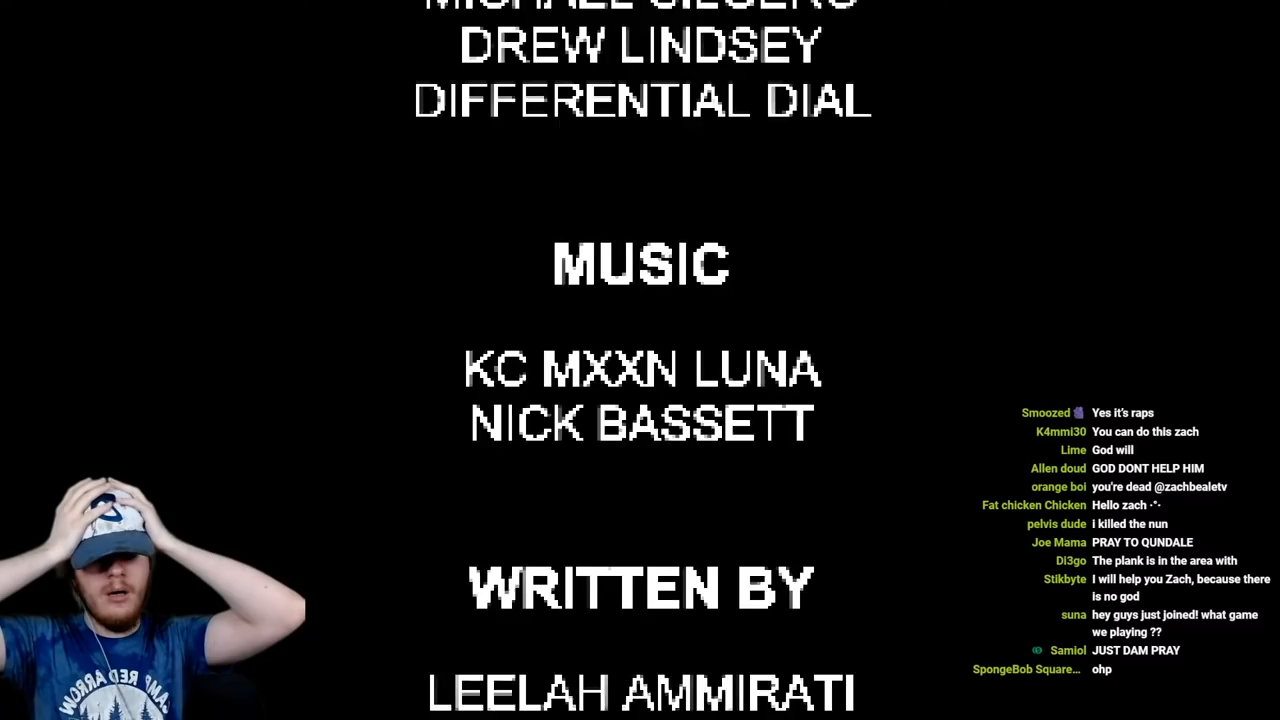 DREW LINDSEY
DIFFERENTIAL DIAL
MUSIC
KC MXXN LUNA
NICK BASSETT
WRITTEN BY
LEELAH AMMIRATI
Smoozed Yes it's raps
K4mmi30 You can do this zach
Lime God will
Allen doud GOD DONT HELP HIM
orange boi you're dead @zachbealetv
Fat chicken Chicken Hello zach ·°·
pelvis dude i killed the nun
Joe Mama PRAY TO QUNDALE
Di3go The plank is in the area with
Stikbyte I will help you Zach, because there
is no god
suna hey guys just joined! what game
we playing ??
Samiol JUST DAM PRAY
SpongeBob Square... ohp
CAMP RED ARROW